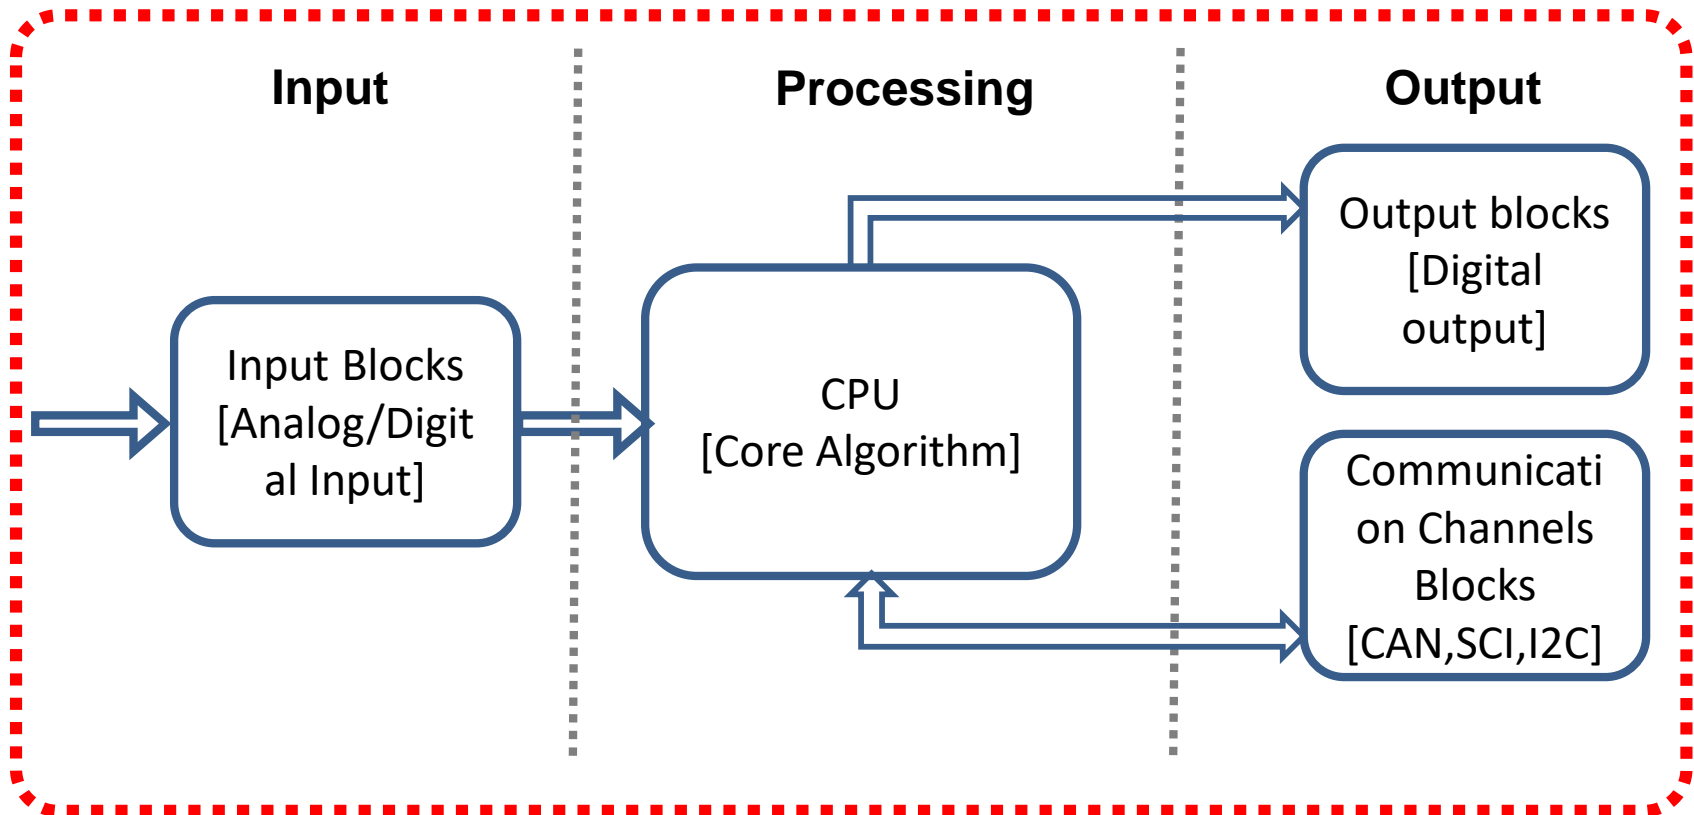 Input
Processing
Output
Input Blocks
[Analog/Digit
al Input]
CPU
[Core Algorithm]
Output blocks
[Digital
output]
Communicati
on Channels
Blocks
[CAN,SCI,I2C]